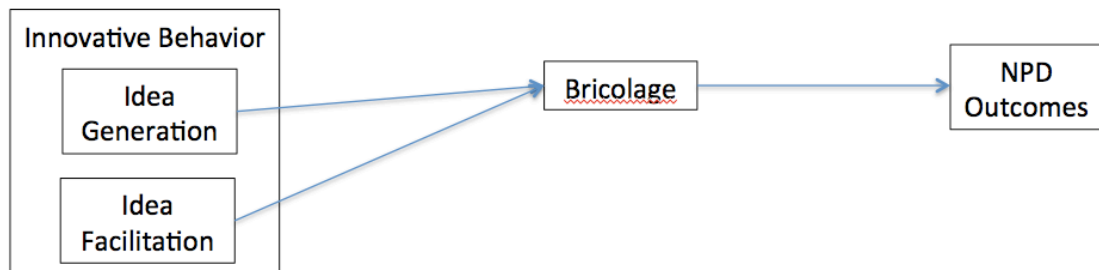 Innovative Behavior
Idea
Generation
Idea
Facilitation
Bricolage
NPD
Outcomes